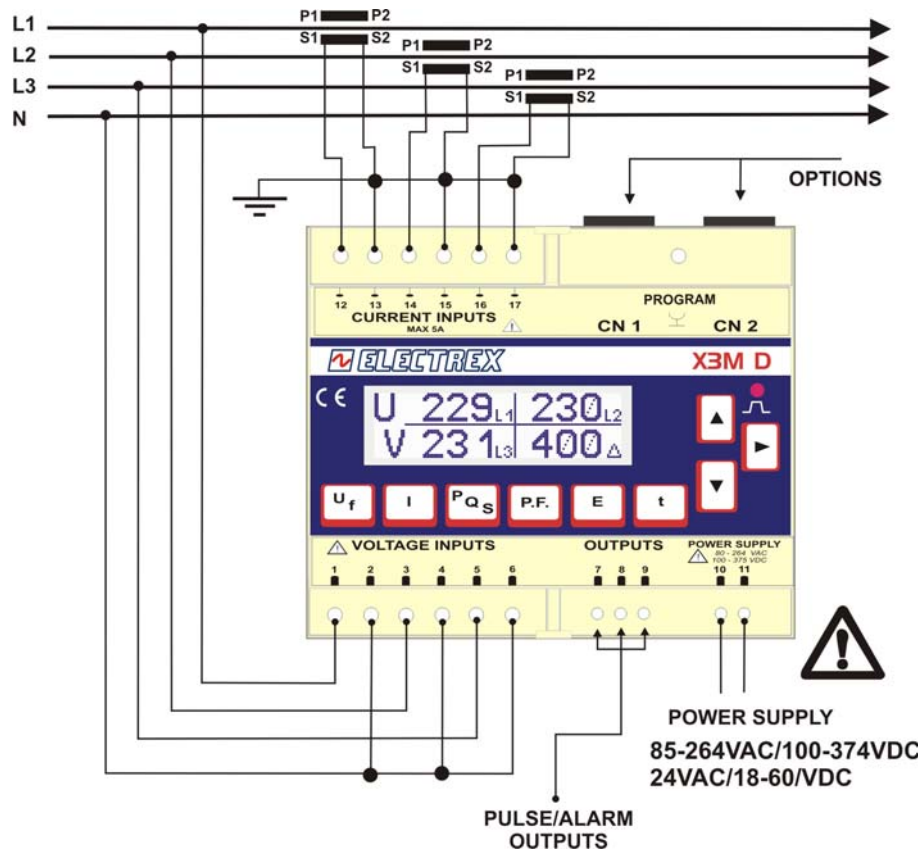 P1 P2
L1
S1 S2
P1 P2
L2
S1 S2
P1 P2
L3
S1 S2
N
OPTIONS
12 13 14 15 16 17
CURRENT INPUTS
MAX 5A
PROGRAM
CN 1 CN 2
ELECTREX
X3M D
CE
U 229 L1 230 L2
V 231 L3 400 Δ
Uf I PQS P.F. E t
VOLTAGE INPUTS
OUTPUTS
POWER SUPPLY
80 - 264 VAC
100 - 375 VDC
1 2 3 4 5 6 7 8 9 10 11
POWER SUPPLY
85-264VAC/100-374VDC
24VAC/18-60/VDC
PULSE/ALARM
OUTPUTS